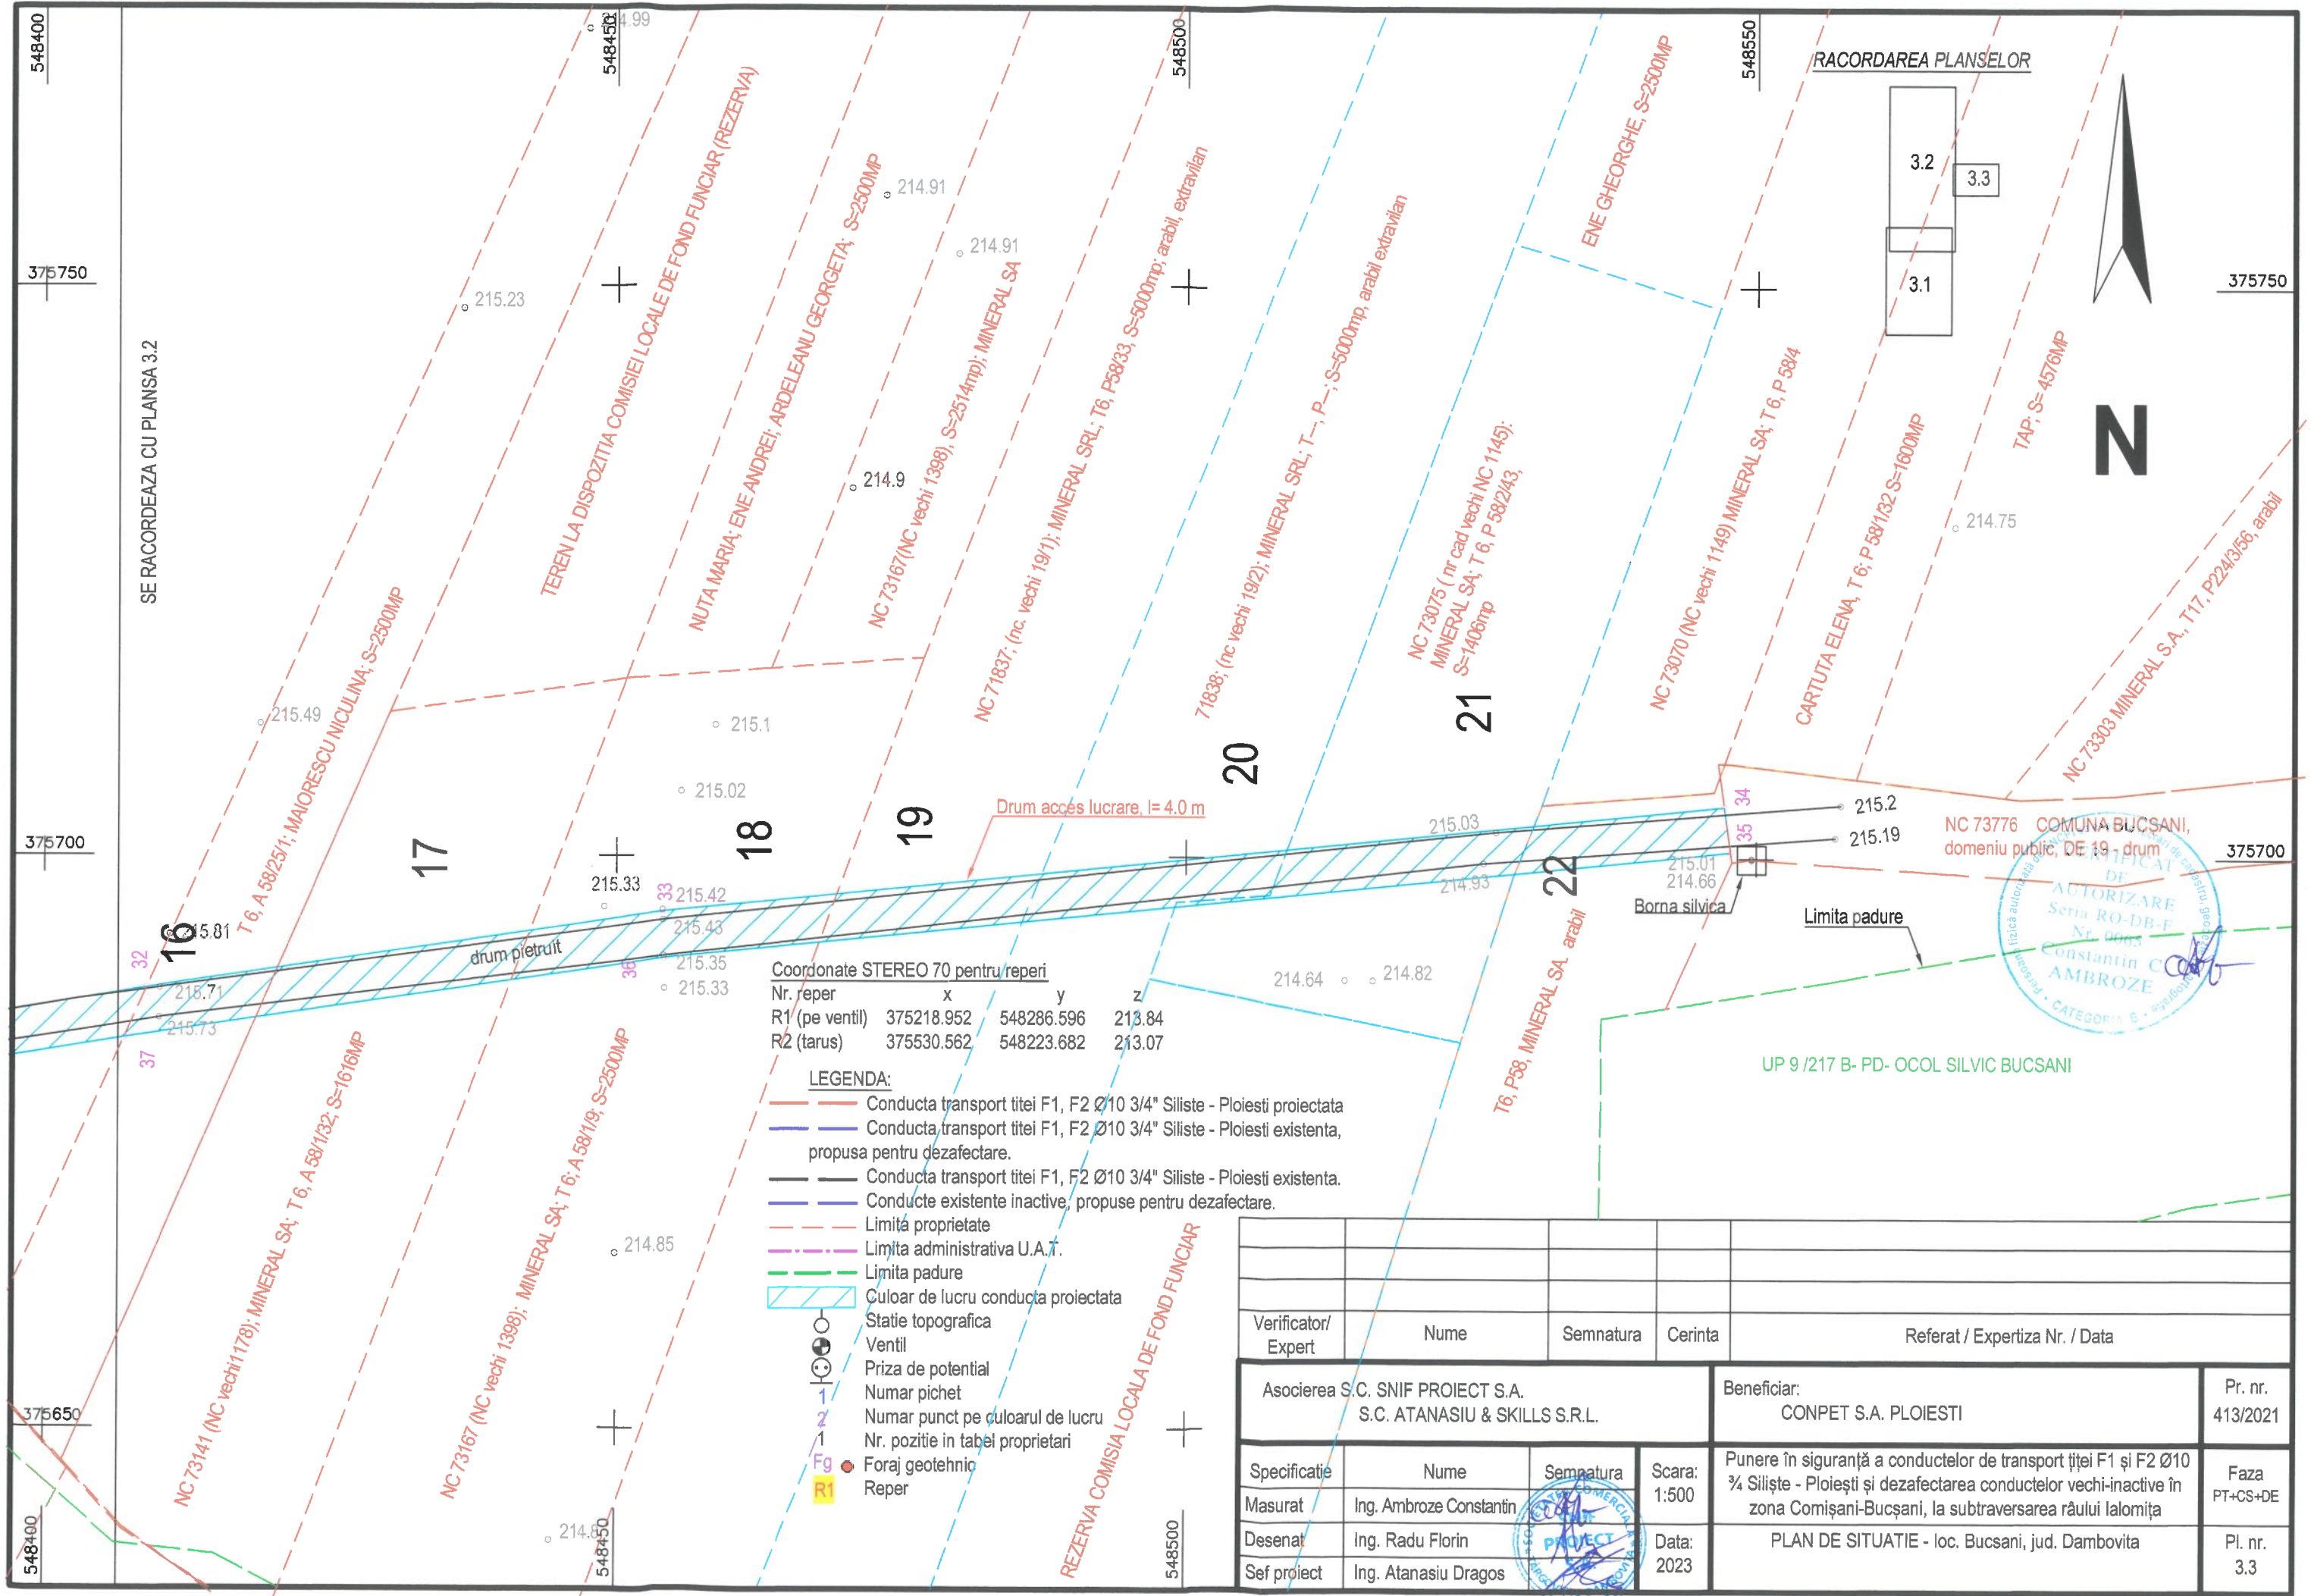 548400
548450
548500
548550
214.91
214.91
215.23
214.9
RACORDAREA PLANSELOR
3.2
3.3
3.1
375750
375750
N
SE RACORDEAZA CU PLANSA 3.2
T 6, A 58/25/1; MAIORESCU NICULINA; S=2500MP
TEREN LA DISPOZITIA COMISIEI LOCALE DE FOND FUNCIAR (REZERVA)
NUTA MARIA; ENE ANDREI; ARDELEANU GEORGETA; S=2500MP
NC 73167(NC vechi 1398), S=2514mp); MINERAL SA
NC 71837; (nc. vechi 19/1); MINERAL SRL; T6, P58/33, S=5000mp; arabil, extravilan
71838; (nc vechi 19/2); MINERAL SRL; T—, P—; S=5000mp, arabil extravilan
ENE GHEORGHE, S=2500MP
NC 73075 ( nr cad vechi NC 1145);
MINERAL SA; T 6, P 58/2/43,
S=1406mp
NC 73070 (NC vechi 1149) MINERAL SA; T 6, P 58/4
CARTUTA ELENA, T 6; P 58/1/32 S=1600MP
TAP; S= 4576MP
NC 73303 MINERAL S.A., T17, P224/3/56, arabil
214.75
215.49
215.1
215.02
16
17
18
19
20
21
22
Drum acces lucrare, l= 4.0 m
375700
375700
215.33
33
215.42
215.43
215.35
36
215.33
215.03
214.93
34
35
215.2
215.19
215.01
214.66
Borna silvica
NC 73776 COMUNA BUCSANI,
domeniu public, DE 19 - drum
Limita padure
CERTIFICAT
DE
AUTORIZARE
Seria RO-DB-F
Nr. 0065
Constantin C
AMBROZE
CATEGORIA B
32
215.71
215.73
37
drum pietruit
214.64
214.82
UP 9 /217 B- PD- OCOL SILVIC BUCSANI
T6, P58, MINERAL SA. arabil
NC 73141 (NC vechi1178); MINERAL SA; T 6, A 58/1/32; S=1616MP
NC 73167 (NC vechi 1398); MINERAL SA; T 6; A 58/1/9; S=2500MP
REZERVA COMISIA LOCALA DE FOND FUNCIAR
214.85
Coordonate STEREO 70 pentru reperi
Nr. reper x y z
R1 (pe ventil) 375218.952 548286.596 213.84
R2 (tarus) 375530.562 548223.682 213.07
LEGENDA:
Conducta transport titei F1, F2 Ø10 3/4" Siliste - Ploiesti proiectata
Conducta transport titei F1, F2 Ø10 3/4" Siliste - Ploiesti existenta,
propusa pentru dezafectare.
Conducta transport titei F1, F2 Ø10 3/4" Siliste - Ploiesti existenta.
Conducte existente inactive, propuse pentru dezafectare.
Limita proprietate
Limita administrativa U.A.T.
Limita padure
Culoar de lucru conducta proiectata
Statie topografica
Ventil
Priza de potential
1 Numar pichet
2 Numar punct pe culoarul de lucru
1 Nr. pozitie in tabel proprietari
Fg Foraj geotehnic
R1 Reper
375650
548400
548450
548500
Verificator/
Expert
Nume
Semnatura
Cerinta
Referat / Expertiza Nr. / Data
Asocierea S.C. SNIF PROIECT S.A.
S.C. ATANASIU & SKILLS S.R.L.
Beneficiar:
CONPET S.A. PLOIESTI
Pr. nr.
413/2021
Specificatie Nume Semnatura
Masurat Ing. Ambroze Constantin
Desenat Ing. Radu Florin
Sef proiect Ing. Atanasiu Dragos
Scara:
1:500
Data:
2023
Punere în siguranță a conductelor de transport țiței F1 și F2 Ø10
¾ Siliște - Ploiești și dezafectarea conductelor vechi-inactive în
zona Comișani-Bucșani, la subtraversarea râului Ialomița
PLAN DE SITUATIE - loc. Bucsani, jud. Dambovita
Faza
PT+CS+DE
Pl. nr.
3.3